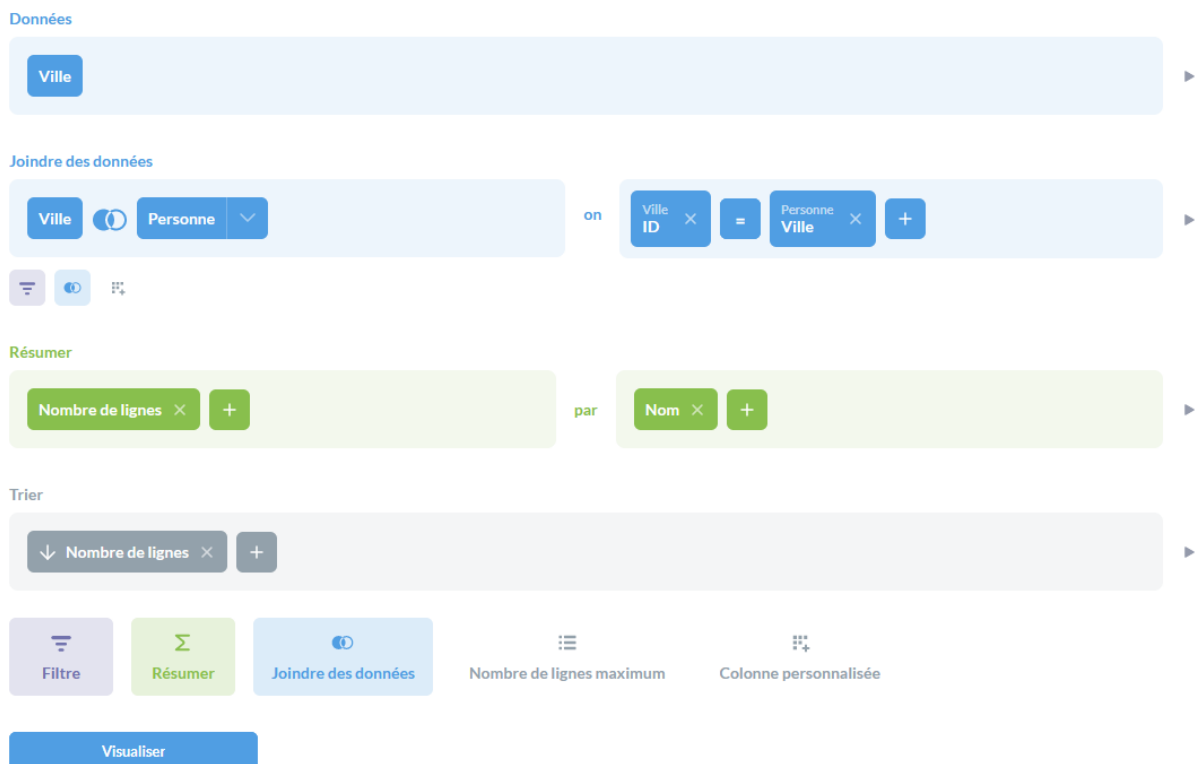 Données
Ville
Joindre des données
Ville Personne on Ville ID = Personne Ville +
Résumer
Nombre de lignes × + par Nom × +
Trier
↓ Nombre de lignes × +
Filtre Résumer Joindre des données Nombre de lignes maximum Colonne personnalisée
Visualiser